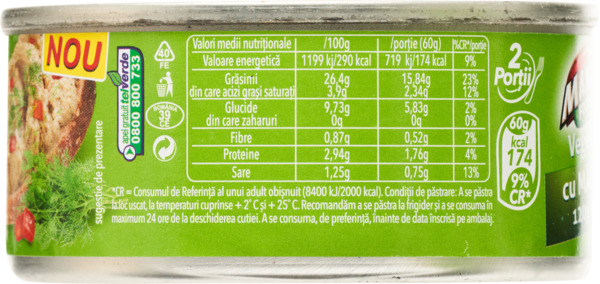 NOU
apel gratuit telverde
0800 800 733
40
FE
ROMÂNIA
39
CE
sugestie de prezentare
Valori medii nutriționale /100g /porție (60g) %CR*/porție
Valoare energetică 1199 kj/290 kcal 719 kj/174 kcal 9%
Grăsimi 26,4g 15,84g 23%
din care acizi grași saturați 3,9g 2,34g 12%
Glucide 9,73g 5,83g 2%
din care zaharuri 0g 0g 0%
Fibre 0,87g 0,52g 2%
Proteine 2,94g 1,76g 4%
Sare 1,25g 0,75g 13%
*CR = Consumul de Referință al unui adult obișnuit (8400 kJ/2000 kcal). Condiții de păstrare: A se păstra
la loc uscat, la temperaturi cuprinse + 2°C și + 25°C. Recomandăm a se păstra la frigider și a se consuma în
maximum 24 ore de la deschiderea cutiei. A se consuma, de preferință, înainte de data înscrisă pe ambalaj.
2
Porții
60g
kcal
174
9%
CR*
M
Ve
cu